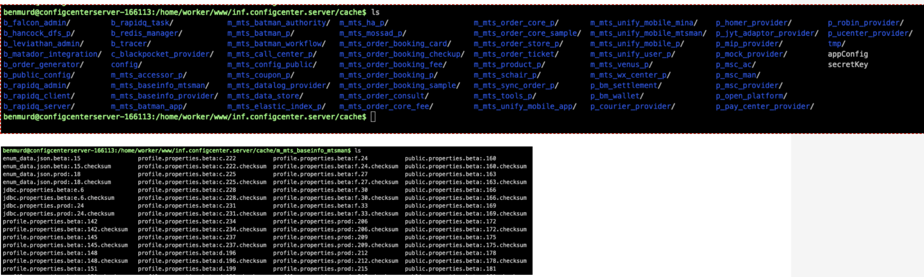 benmurd@configcenterserver-166113:/home/worker/www/inf.configcenter.server/cache$ ls
b_falcon_admin/ b_rapidq_task/ m_mts_batman_authority/ m_mts_ha_p/ m_mts_order_core_p/ m_mts_unify_mobile_mina/ p_homer_provider/ p_robin_provider/
b_hancock_dfs_p/ b_redis_manager/ m_mts_batman_p/ m_mts_mossad_p/ m_mts_order_core_sample/ m_mts_unify_mobile_mtsman/ p_jyt_adaptor_provider/ p_ucenter_provider/
b_leviathan_admin/ b_tracer/ m_mts_batman_workflow/ m_mts_order_booking_card/ m_mts_order_store_p/ m_mts_unify_mobile_p/ p_mip_provider/ tmp/
b_matador_integration/ c_blackpocket_provider/ m_mts_call_center_p/ m_mts_order_booking_checkup/ m_mts_order_ticket/ m_mts_unify_user_p/ p_mock_provider/ appConfig
b_order_generator/ config/ m_mts_config_public/ m_mts_order_booking_fee/ m_mts_product_p/ m_mts_venus_p/ p_msc_ac/ secretKey
b_public_config/ m_mts_accessor_p/ m_mts_coupon_p/ m_mts_order_booking_p/ m_mts_schair_p/ m_mts_wx_center_p/ p_msc_man/
b_rapidq_admin/ m_mts_baseinfo_mtsman/ m_mts_datalog_provider/ m_mts_order_booking_sample/ m_mts_sync_order_p/ p_bm_settlement/ p_msc_provider/
b_rapidq_client/ m_mts_baseinfo_provider/ m_mts_data_store/ m_mts_order_consult/ m_mts_tools_p/ p_bm_wallet/ p_open_platform/
b_rapidq_server/ m_mts_batman_app/ m_mts_elastic_index_p/ m_mts_order_core_fee/ m_mts_unify_mobile_app/ p_courier_provider/ p_pay_center_provider/
benmurd@configcenterserver-166113:/home/worker/www/inf.configcenter.server/cache$
benmurd@configcenterserver-166113:/home/worker/www/inf.configcenter.server/cache/m_mts_baseinfo_mtsman$ ls
enum_data.json.beta:.15 profile.properties.beta:c.222 profile.properties.beta:f.24 public.properties.beta:.160
enum_data.json.beta:.15.checksum profile.properties.beta:c.222.checksum profile.properties.beta:f.24.checksum public.properties.beta:.160.checksum
enum_data.json.prod:.18 profile.properties.beta:c.225 profile.properties.beta:f.27 public.properties.beta:.163
enum_data.json.prod:.18.checksum profile.properties.beta:c.225.checksum profile.properties.beta:f.27.checksum public.properties.beta:.163.checksum
jdbc.properties.beta:e.6 profile.properties.beta:c.228 profile.properties.beta:f.30 public.properties.beta:.166
jdbc.properties.beta:e.6.checksum profile.properties.beta:c.228.checksum profile.properties.beta:f.30.checksum public.properties.beta:.166.checksum
jdbc.properties.prod:.24 profile.properties.beta:c.231 profile.properties.beta:f.33 public.properties.beta:.169
jdbc.properties.prod:.24.checksum profile.properties.beta:c.231.checksum profile.properties.beta:f.33.checksum public.properties.beta:.169.checksum
profile.properties.beta:.142 profile.properties.beta:c.234 profile.properties.prod:.206 public.properties.beta:.172
profile.properties.beta:.142.checksum profile.properties.beta:c.234.checksum profile.properties.prod:.206.checksum public.properties.beta:.172.checksum
profile.properties.beta:.145 profile.properties.beta:c.237 profile.properties.prod:.209 public.properties.beta:.175
profile.properties.beta:.145.checksum profile.properties.beta:c.237.checksum profile.properties.prod:.209.checksum public.properties.beta:.175.checksum
profile.properties.beta:.148 profile.properties.beta:d.196 profile.properties.prod:.212 public.properties.beta:.178
profile.properties.beta:.148.checksum profile.properties.beta:d.196.checksum profile.properties.prod:.212.checksum public.properties.beta:.178.checksum
profile.properties.beta:.151 profile.properties.beta:d.199 profile.properties.prod:.215 public.properties.beta:.181